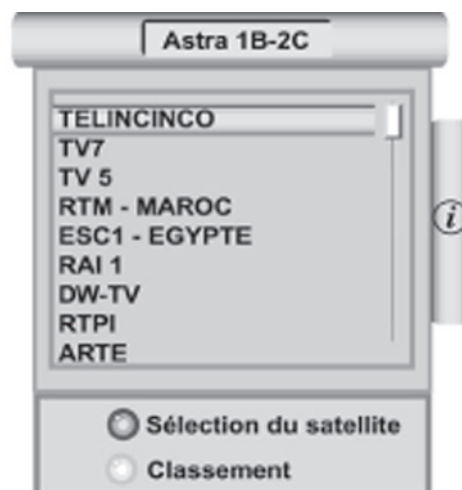 Astra 1B-2C
TELINCINCO
TV7
TV 5
RTM - MAROC
ESC1 - EGYPTE
RAI 1
DW-TV
RTPI
ARTE
i
Sélection du satellite
Classement